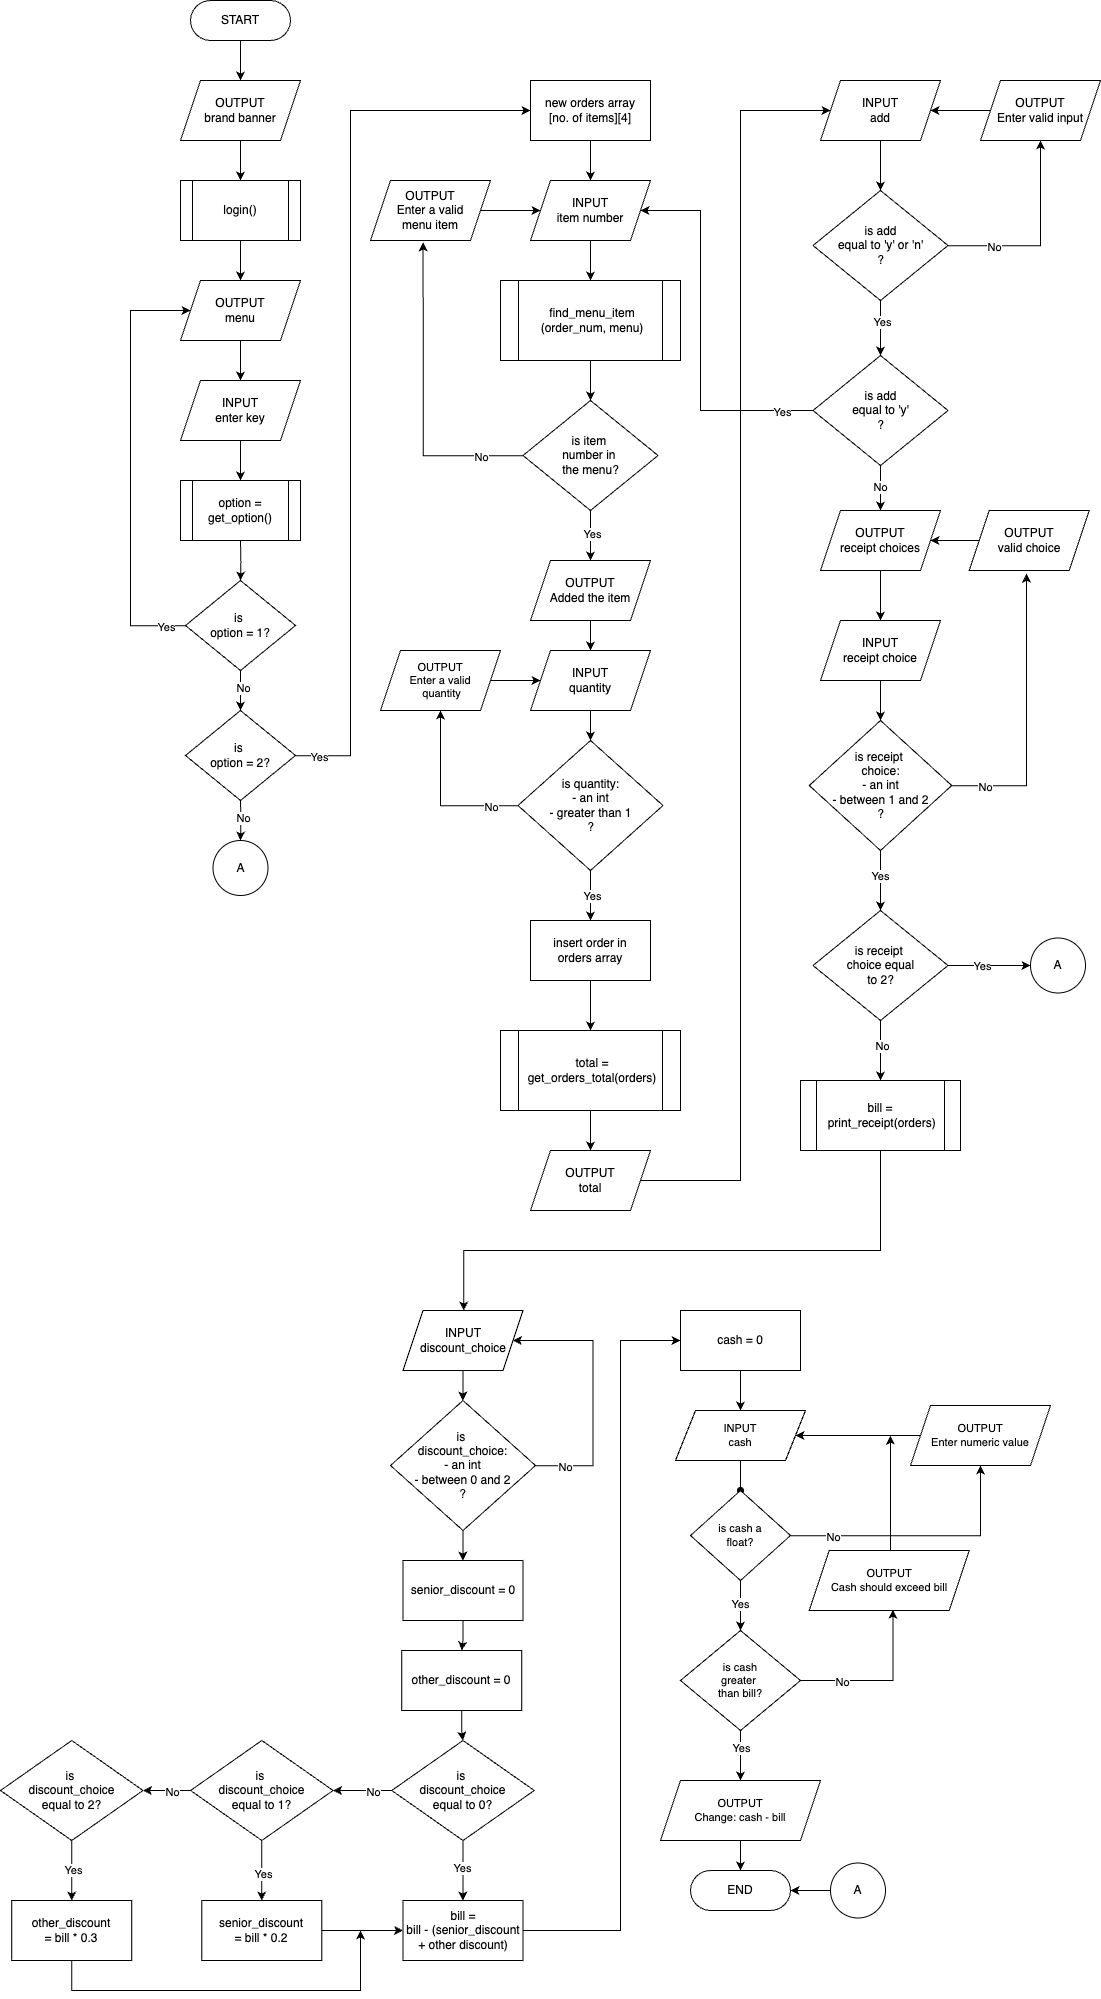 START
OUTPUT
brand banner
login()
OUTPUT
menu
INPUT
enter key
option =
get_option()
is
option = 1?
Yes
No
is
option = 2?
Yes
No
A
new orders array
[no. of items][4]
OUTPUT
Enter a valid
menu item
INPUT
item number
find_menu_item
(order_num, menu)
is item
number in
the menu?
No
Yes
OUTPUT
Added the item
OUTPUT
Enter a valid
quantity
INPUT
quantity
is quantity:
- an int
- greater than 1
?
No
Yes
insert order in
orders array
total =
get_orders_total(orders)
OUTPUT
total
INPUT
add
OUTPUT
Enter valid input
is add
equal to 'y' or 'n'
?
No
Yes
is add
equal to 'y'
?
Yes
No
OUTPUT
receipt choices
OUTPUT
valid choice
INPUT
receipt choice
is receipt
choice:
- an int
- between 1 and 2
?
No
Yes
is receipt
choice equal
to 2?
Yes
A
No
bill =
print_receipt(orders)
INPUT
discount_choice
is
discount_choice:
- an int
- between 0 and 2
?
No
senior_discount = 0
other_discount = 0
is
discount_choice
equal to 0?
No
is
discount_choice
equal to 1?
No
is
discount_choice
equal to 2?
Yes
Yes
Yes
other_discount
= bill * 0.3
senior_discount
= bill * 0.2
bill =
bill - (senior_discount
+ other discount)
cash = 0
INPUT
cash
OUTPUT
Enter numeric value
is cash a
float?
No
OUTPUT
Cash should exceed bill
Yes
is cash
greater
than bill?
No
Yes
OUTPUT
Change: cash - bill
END
A